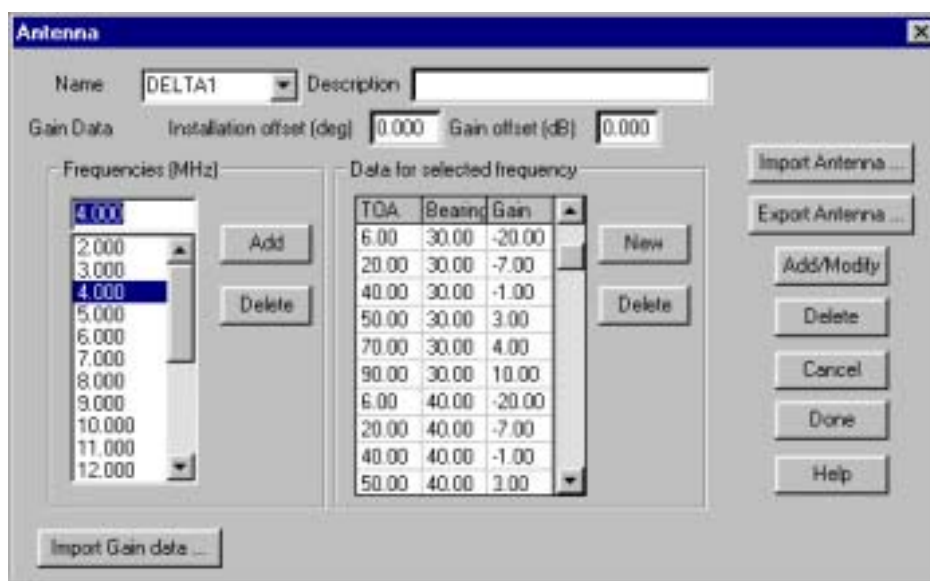 Antenna
Name DELTA1 Description
Gain Data Installation offset (deg) 0.000 Gain offset (dB) 0.000
Frequencies (MHz)
4.000
2.000
3.000
4.000
5.000
6.000
7.000
8.000
9.000
10.000
11.000
12.000
Add
Delete
Data for selected frequency
TOA Bearing Gain
6.00 30.00 -20.00
20.00 30.00 -7.00
40.00 30.00 -1.00
50.00 30.00 3.00
70.00 30.00 4.00
90.00 30.00 10.00
6.00 40.00 -20.00
20.00 40.00 -7.00
40.00 40.00 -1.00
50.00 40.00 3.00
New
Delete
Import Antenna ...
Export Antenna ...
Add/Modify
Delete
Cancel
Done
Help
Import Gain data ...